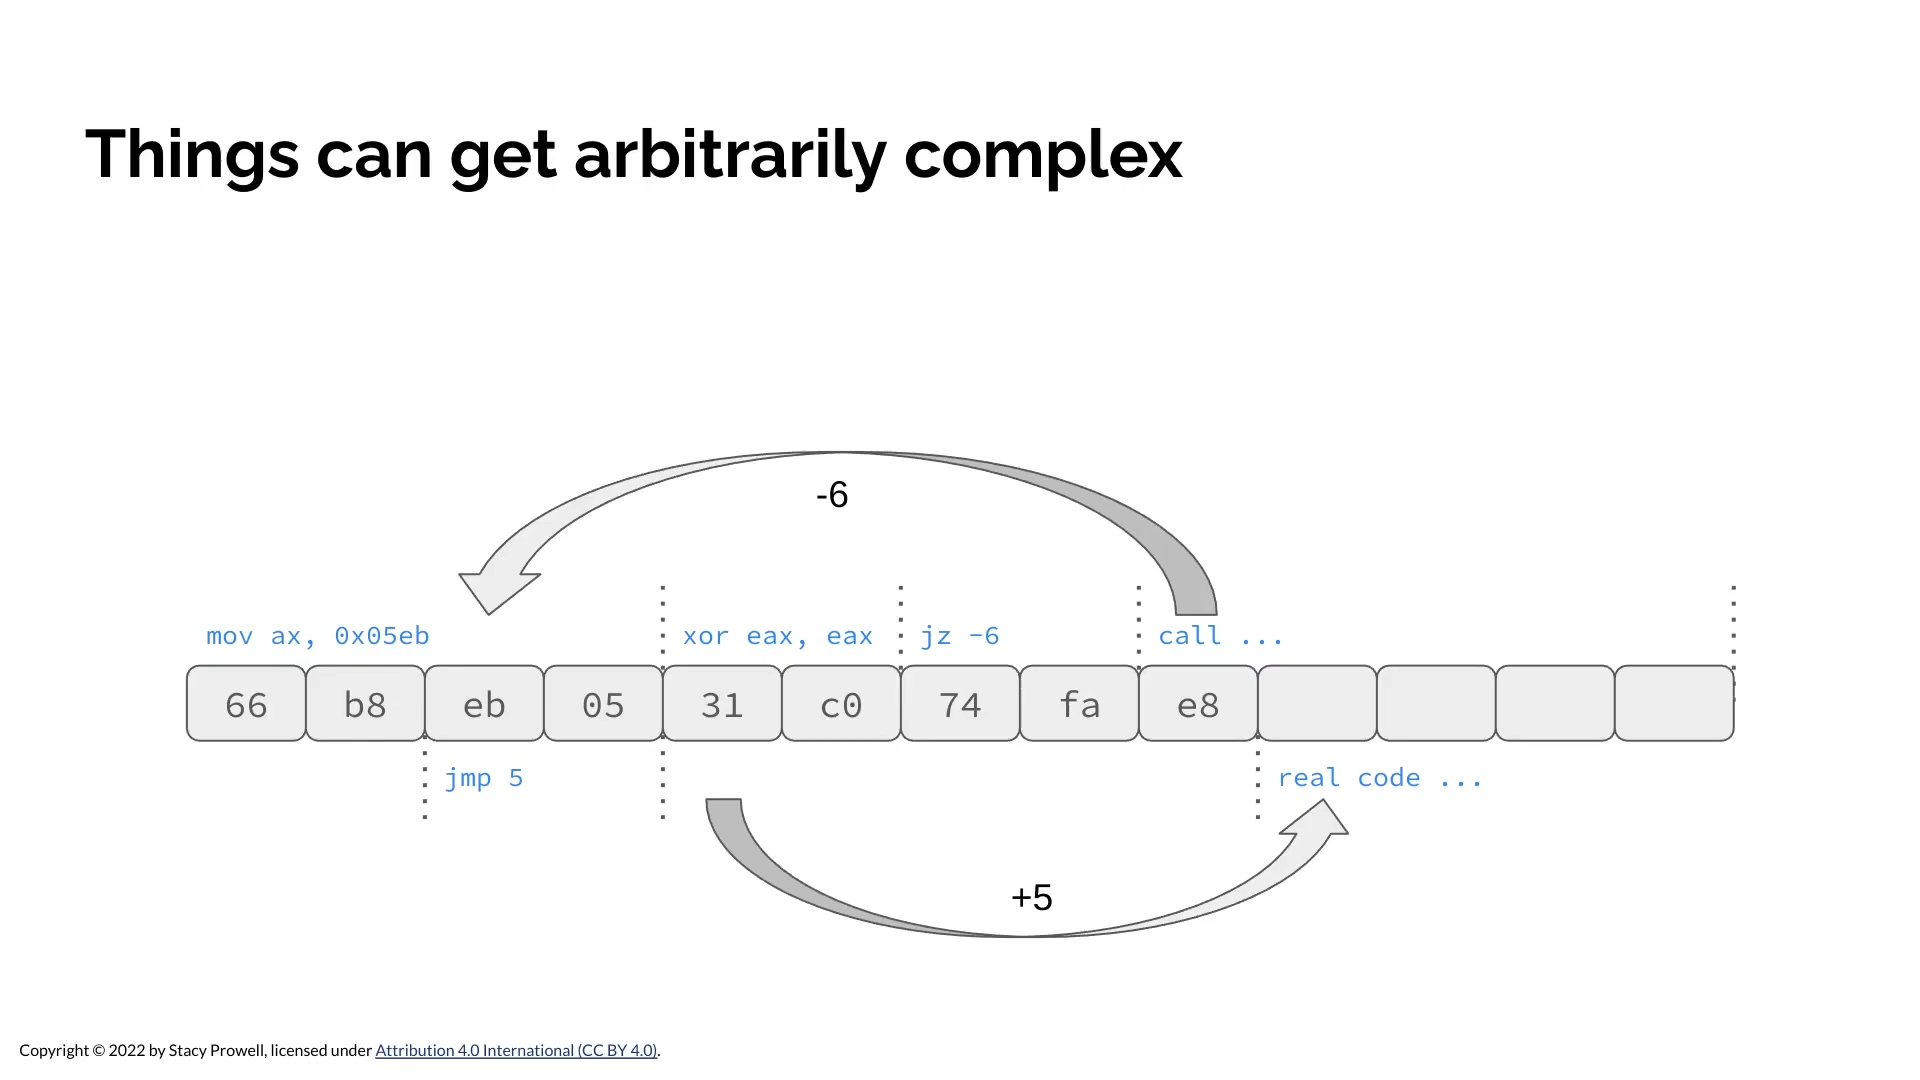 Things can get arbitrarily complex
-6
mov ax, 0x05eb
xor eax, eax
jz -6
call ...
66 b8 eb 05 31 c0 74 fa e8
jmp 5
real code ...
+5
Copyright © 2022 by Stacy Prowell, licensed under Attribution 4.0 International (CC BY 4.0).